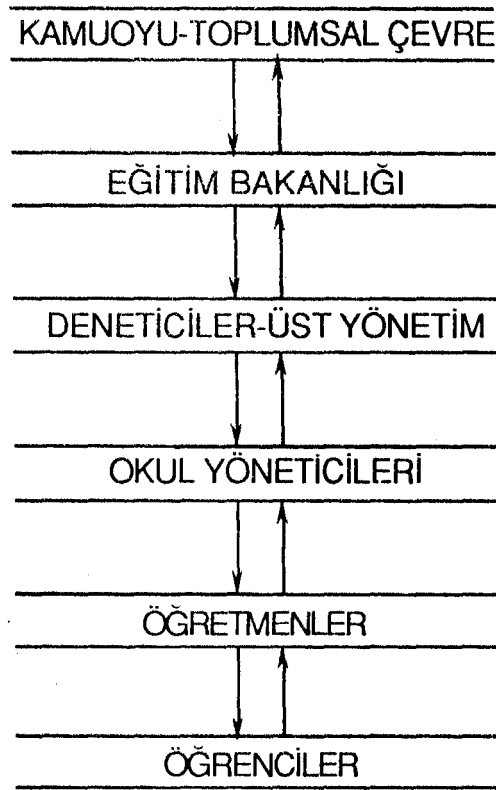 KAMUOYU-TOPLUMSAL ÇEVRE
EĞİTİM BAKANLIĞI
DENETİCİLER-ÜST YÖNETİM
OKUL YÖNETİCİLERİ
ÖĞRETMENLER
ÖĞRENCİLER